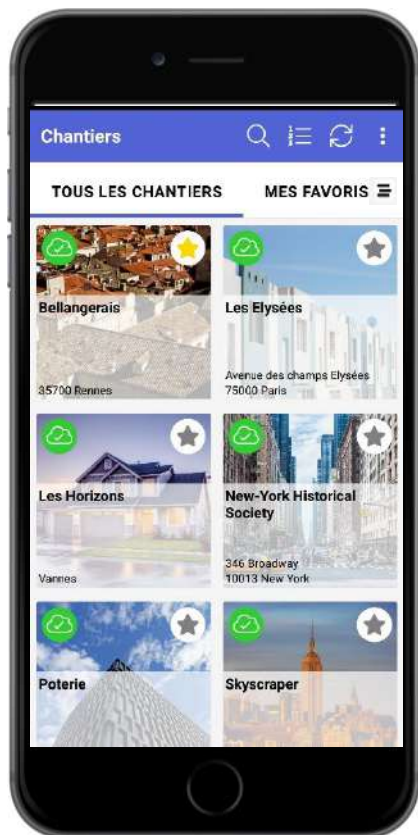 Chantiers
TOUS LES CHANTIERS
MES FAVORIS
Bellangerais
35700 Rennes
Les Elysées
Avenue des champs Elysées
75000 Paris
Les Horizons
Vannes
New-York Historical
Society
346 Broadway
10013 New York
Poterie
Skyscraper